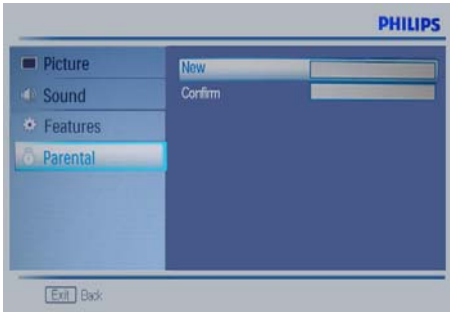 PHILIPS
Picture
Sound
Features
Parental
New
Confirm
Exit Back